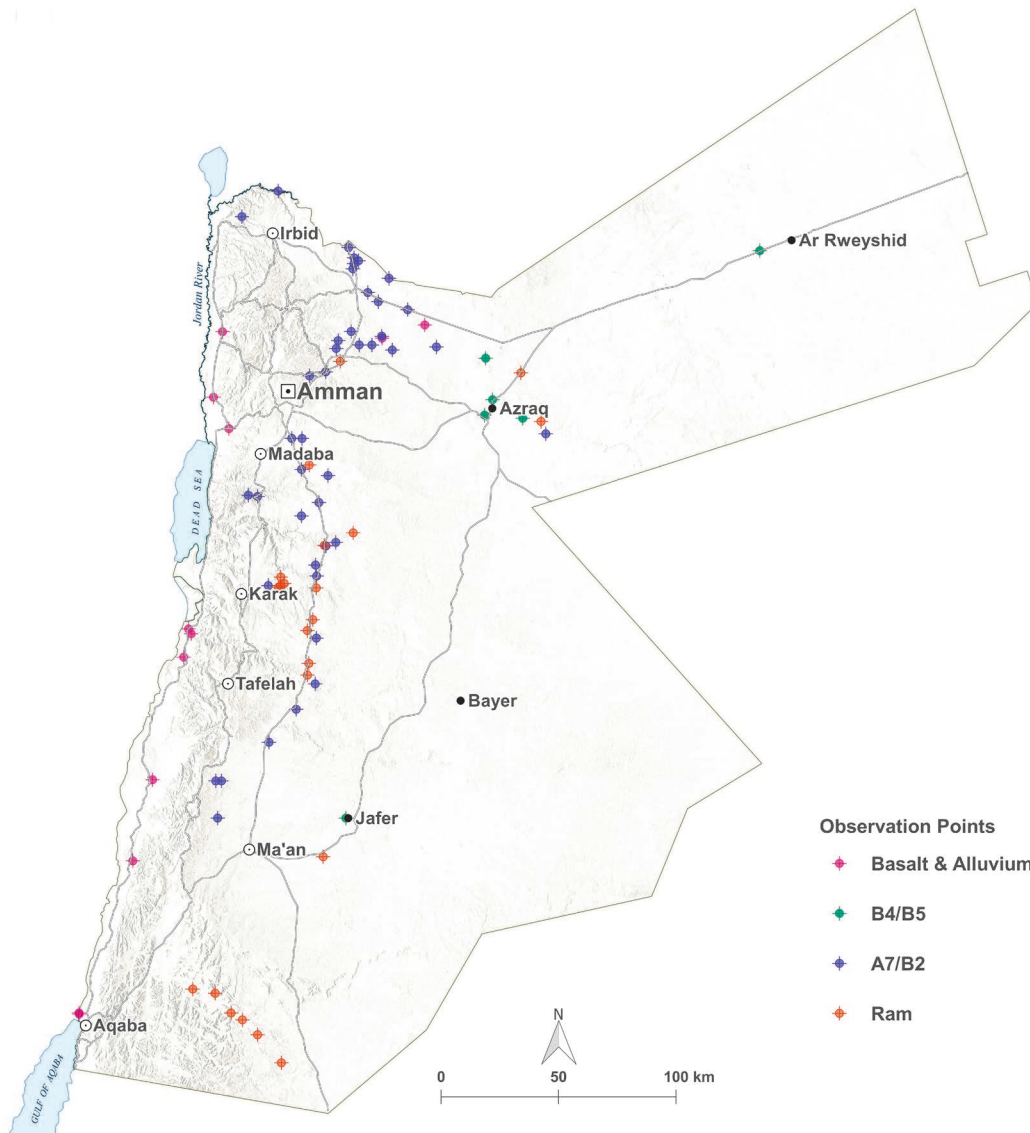 Irbid
Ar Rweyshid
Jordan River
Amman
Azraq
Madaba
DEAD SEA
Karak
Tafelah
Bayer
Jafer
Ma'an
Observation Points
Basalt & Alluvium
B4/B5
A7/B2
Ram
N
Aqaba
0 50 100 km
GULF OF AQABA